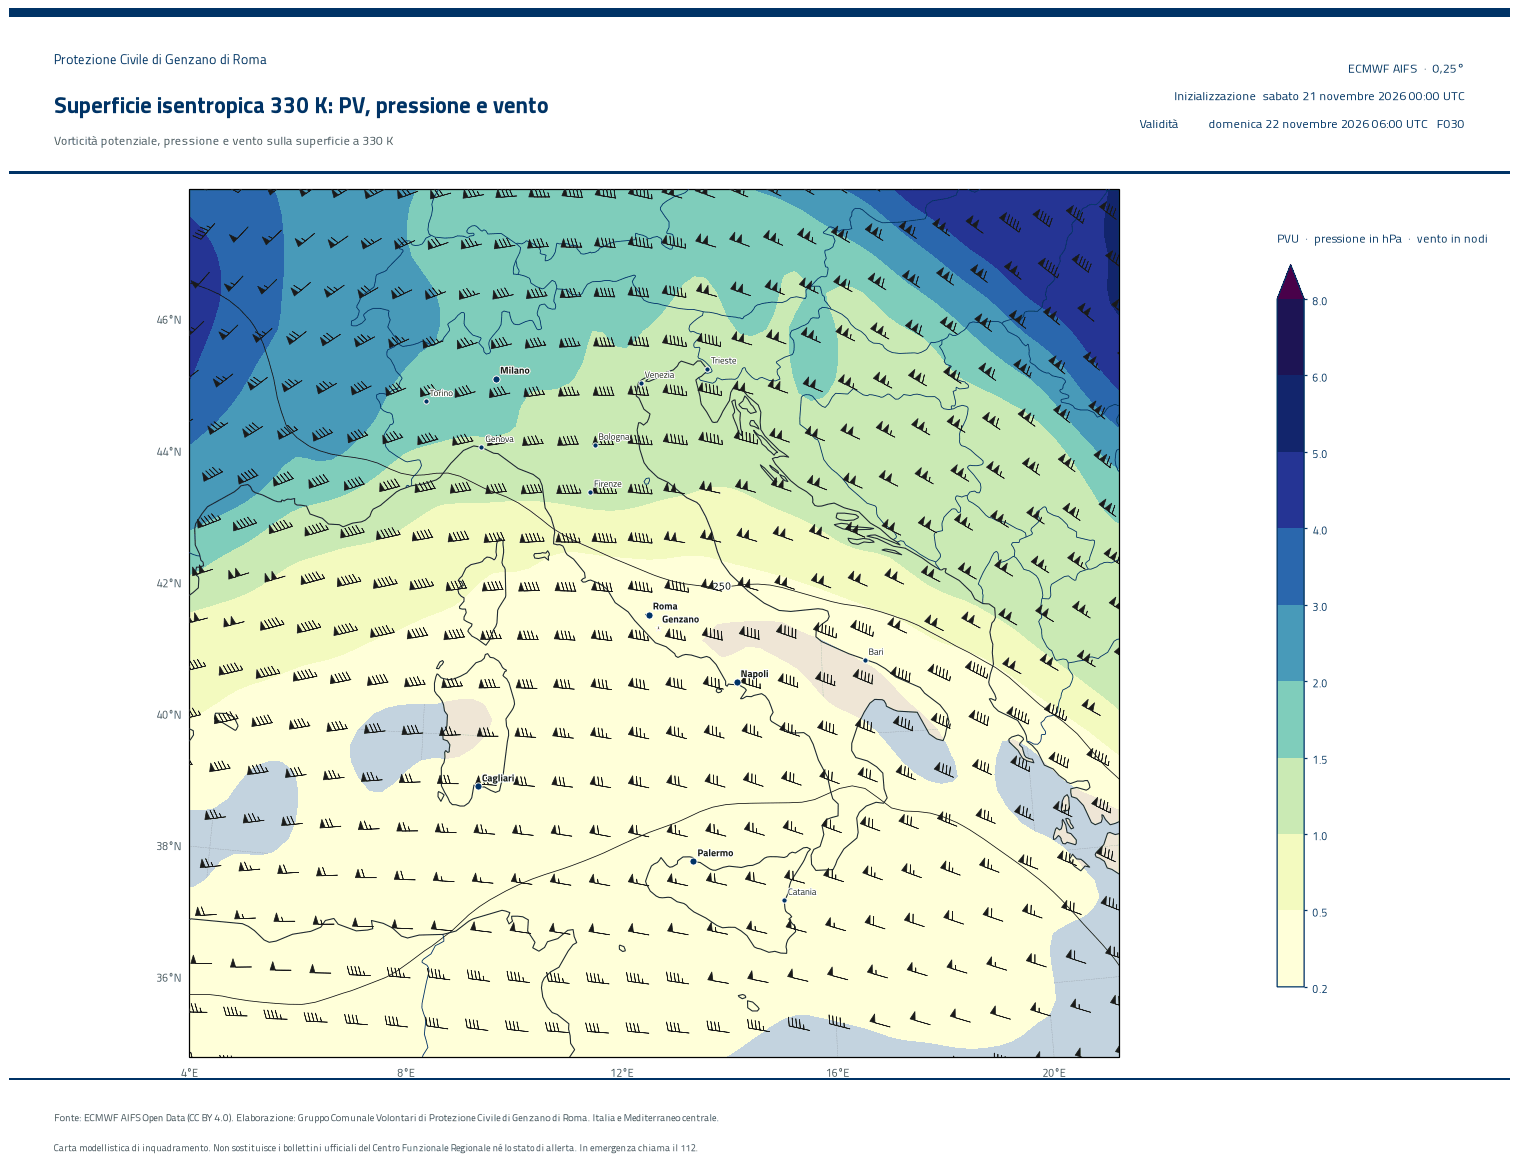 Protezione Civile di Genzano di Roma
Superficie isentropica 330 K: PV, pressione e vento
Vorticità potenziale, pressione e vento sulla superficie a 330 K
ECMWF AIFS · 0,25°
Inizializzazione sabato 21 novembre 2026 00:00 UTC
Validità domenica 22 novembre 2026 06:00 UTC F030
PVU · pressione in hPa · vento in nodi
8.0
6.0
5.0
4.0
3.0
2.0
1.5
1.0
0.5
0.2
46°N
44°N
42°N
40°N
38°N
36°N
4°E
8°E
12°E
16°E
20°E
Trieste
Milano
Venezia
Torino
Genova
Bologna
Firenze
250
Roma
Genzano
Bari
Napoli
Cagliari
Palermo
Catania
Fonte: ECMWF AIFS Open Data (CC BY 4.0). Elaborazione: Gruppo Comunale Volontari di Protezione Civile di Genzano di Roma. Italia e Mediterraneo centrale.
Carta modellistica di inquadramento. Non sostituisce i bollettini ufficiali del Centro Funzionale Regionale né lo stato di allerta. In emergenza chiama il 112.